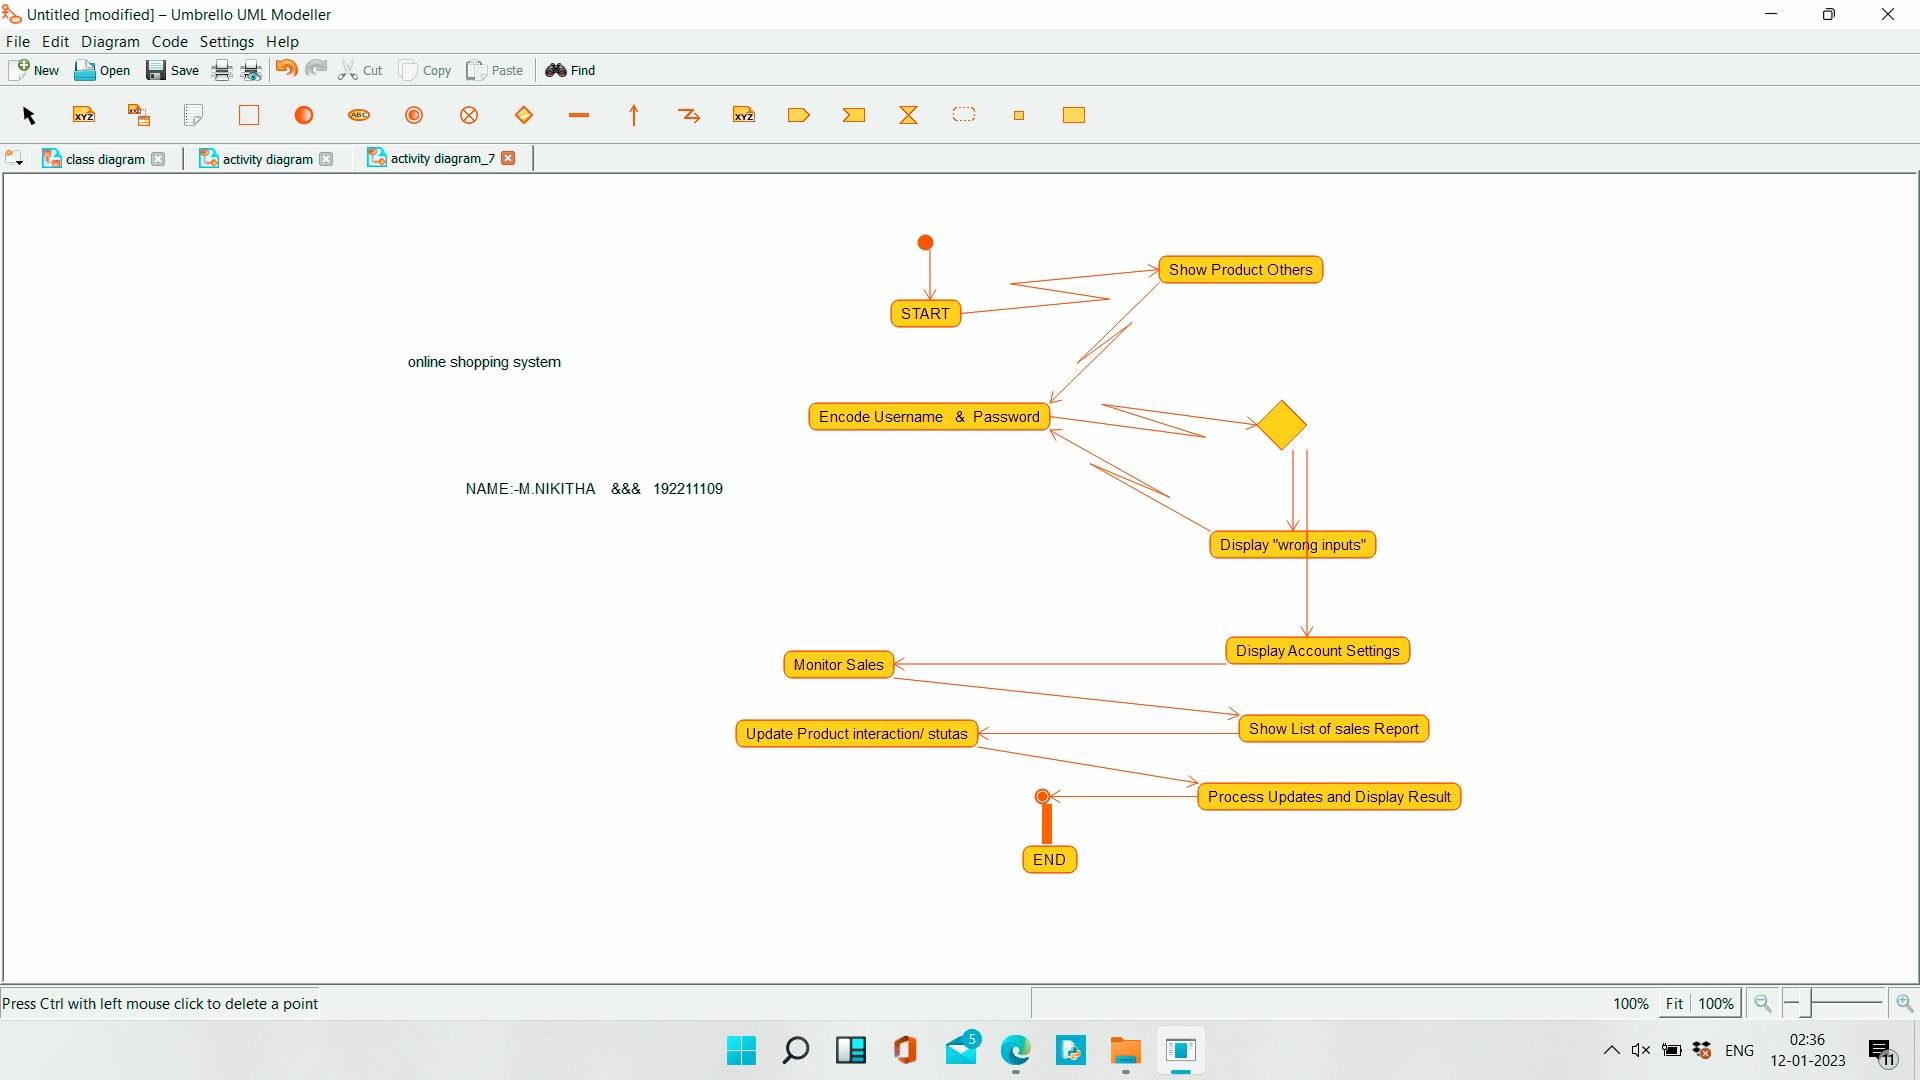 Untitled [modified] – Umbrello UML Modeller
File Edit Diagram Code Settings Help
New Open Save Cut Copy Paste Find
XYZ XYZ ABC XYZ
class diagram activity diagram activity diagram_7
Show Product Others
START
online shopping system
Encode Username & Password
NAME:-M.NIKITHA &&& 192211109
Display "wrong inputs"
Display Account Settings
Monitor Sales
Show List of sales Report
Update Product interaction/ stutas
Process Updates and Display Result
END
Press Ctrl with left mouse click to delete a point
100% Fit 100%
5
ENG
02:36
12-01-2023
11